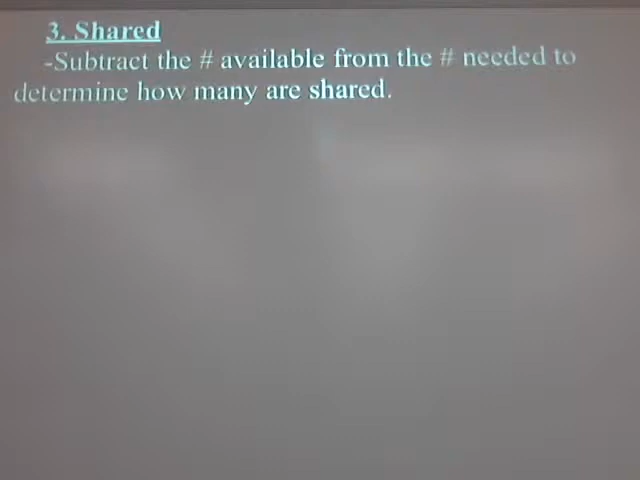 3. Shared
-Subtract the # available from the # needed to
determine how many are shared.